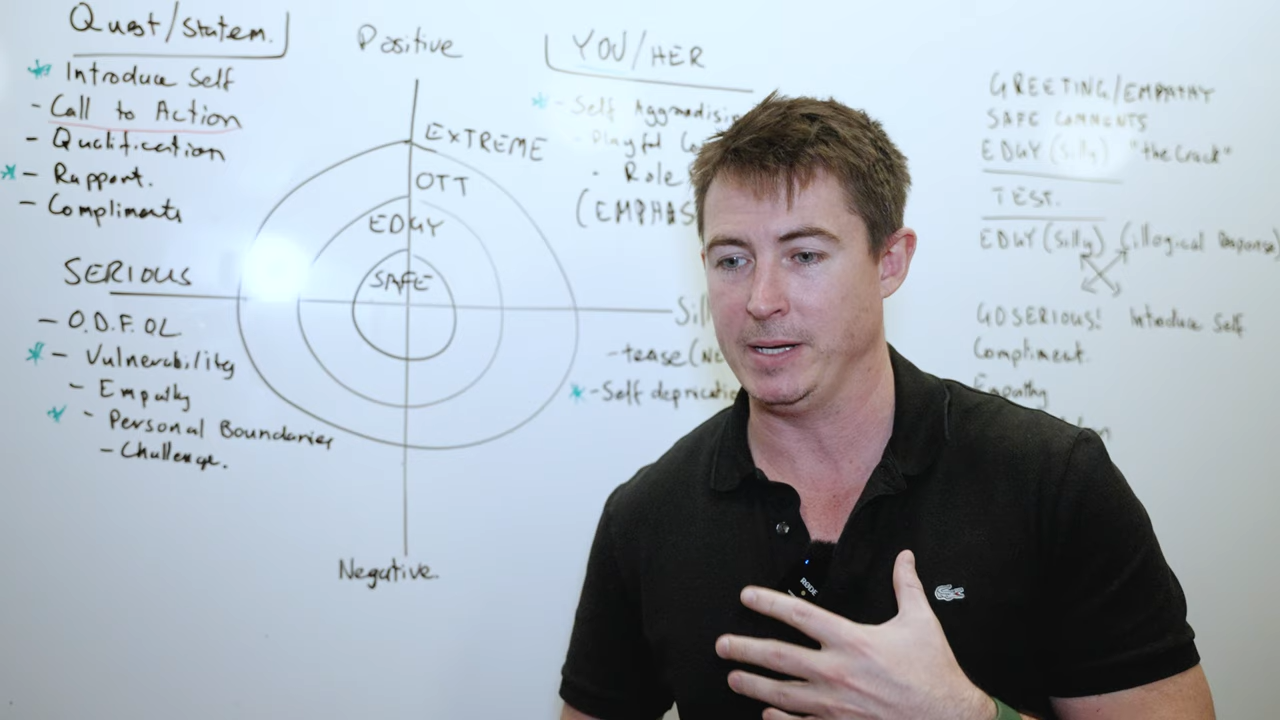 Quest/Statem.
* Introduce Self
- Call to Action
- Qualification
* - Rapport.
- Compliments
SERIOUS
- O.D.F.OL
* - Vulnerability
- Empathy
* - Personal Boundaries
- Challenge.
Positive
EXTREME
OTT
EDGY
SAFE
Negative.
YOU/HER
* - Self
- Playful
- Role
(EMPHAS
Sil
- tease (
* - Self
GREETING/EMPATHY
SAFE COMMENTS
EDGY (Silly) "the Crack"
TEST.
EDGY (Silly) (illogical Response)
GO SERIOUS! Introduce Self
Compliment.
Empathy
RODE